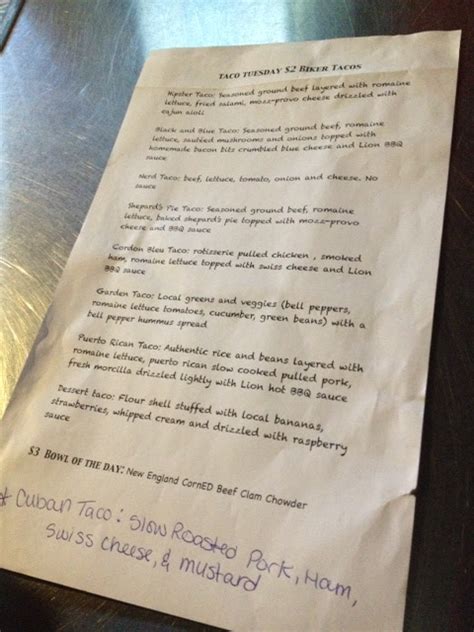 TACO TUESDAY $2 BIKER TACOS
Hipster Taco: Seasoned ground beef layered with romaine
lettuce, fried salami, mozz-provo cheese drizzled with
cajun aioli
Black and Blue Taco: Seasoned ground beef, romaine
lettuce, sautéed mushrooms and onions topped with
homemade bacon bits crumbled blue cheese and Lion BBQ
sauce
Nerd Taco: beef, lettuce, tomato, onion and cheese. No
sauce
Shepard's Pie Taco: Seasoned ground beef, romaine
lettuce, baked shepard's pie topped with mozz-provo
cheese and BBQ sauce
Cordon Bleu Taco: rotisserie pulled chicken , smoked
ham, romaine lettuce topped with swiss cheese and Lion
BBQ sauce
Garden Taco: Local greens and veggies (bell peppers,
romaine lettuce tomatoes, cucumber, green beans) with a
bell pepper hummus spread
Puerto Rican Taco: Authentic rice and beans layered with
romaine lettuce, puerto rican slow cooked pulled pork,
fresh morcilla drizzled lightly with Lion hot BBQ sauce
Dessert taco: Flour shell stuffed with local bananas,
strawberries, whipped cream and drizzled with raspberry
sauce
$3 BOWL OF THE DAY: New England CornED Beef Clam Chowder
* Cuban Taco: Slow Roasted Pork, Ham,
Swiss cheese, & mustard